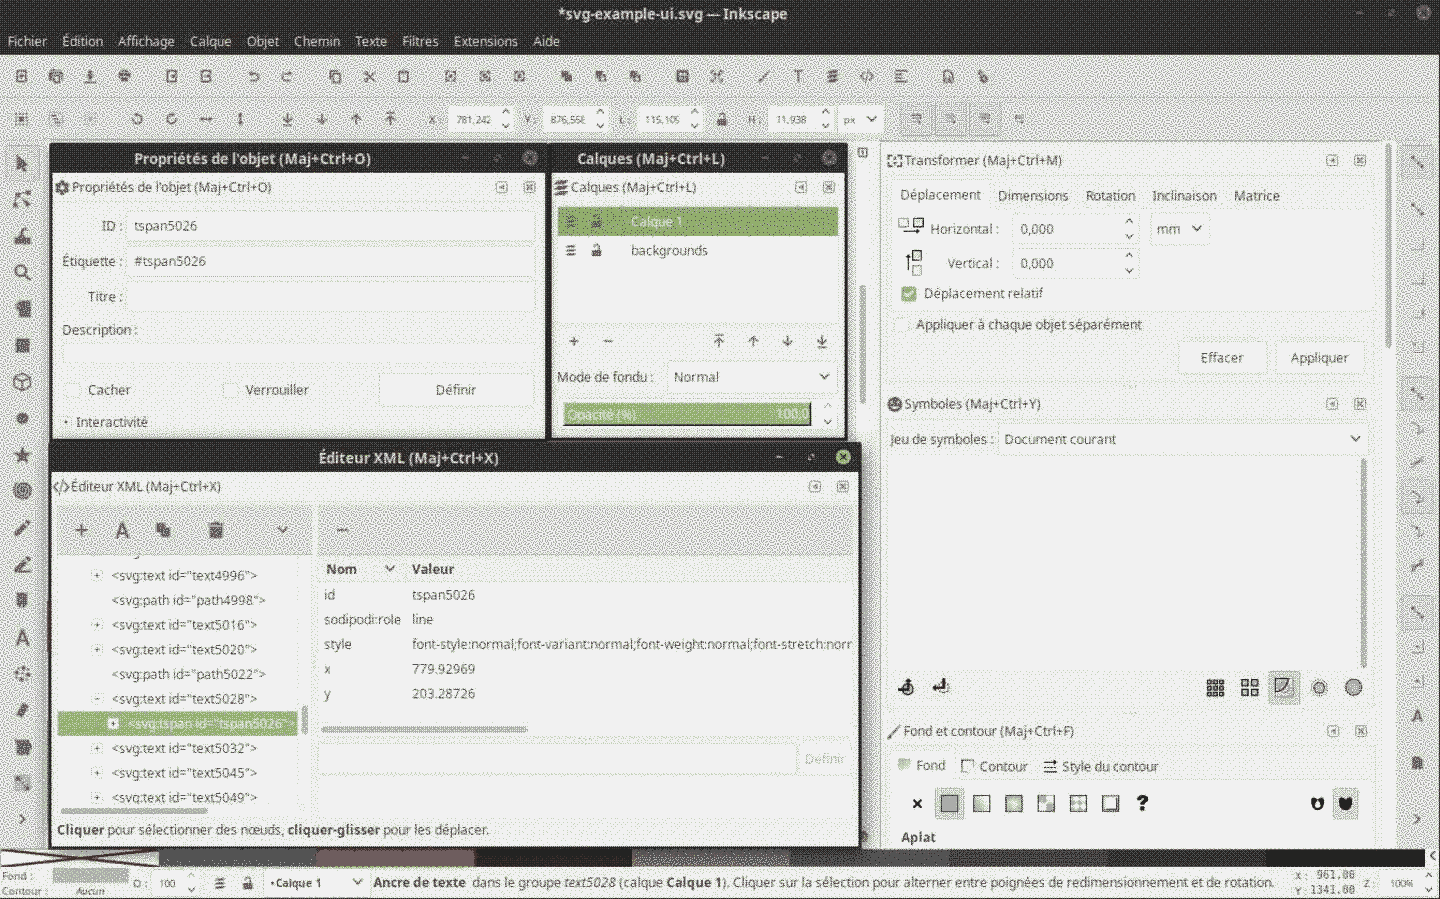 *svg-example-ui.svg — Inkscape
Fichier Édition Affichage Calque Objet Chemin Texte Filtres Extensions Aide
X: 781,242 Y: 876,558 L: 115,105 H: 11,938 px
Propriétés de l'objet (Maj+Ctrl+O)
Propriétés de l'objet (Maj+Ctrl+O)
ID : tspan5026
Étiquette : #tspan5026
Titre :
Description :
Cacher Verrouiller Définir
Interactivité
Calques (Maj+Ctrl+L)
Calques (Maj+Ctrl+L)
Calque 1
backgrounds
Mode de fondu : Normal
Opacité (%) 100,0
Transformer (Maj+Ctrl+M)
Déplacement Dimensions Rotation Inclinaison Matrice
Horizontal : 0,000 mm
Vertical : 0,000
Déplacement relatif
Appliquer à chaque objet séparément
Effacer Appliquer
Symboles (Maj+Ctrl+Y)
Jeu de symboles : Document courant
Fond et contour (Maj+Ctrl+F)
Fond Contour Style du contour
Aplat
Éditeur XML (Maj+Ctrl+X)
Éditeur XML (Maj+Ctrl+X)
<svg:text id="text4996">
<svg:path id="path4998">
<svg:text id="text5016">
<svg:text id="text5020">
<svg:path id="path5022">
<svg:text id="text5028">
<svg:tspan id="tspan5026">
<svg:text id="text5032">
<svg:text id="text5045">
<svg:text id="text5049">
Nom Valeur
id tspan5026
sodipodi:role line
style font-style:normal;font-variant:normal;font-weight:normal;font-stretch:norr
x 779.92969
y 203.28726
Définir
Cliquer pour sélectionner des nœuds, cliquer-glisser pour les déplacer.
Fond :
Contour : Aucun
O : 100
•Calque 1
Ancre de texte dans le groupe text5028 (calque Calque 1). Cliquer sur la sélection pour alterner entre poignées de redimensionnement et de rotation.
X : 961,00
Y : 1341,00
Z : 100%